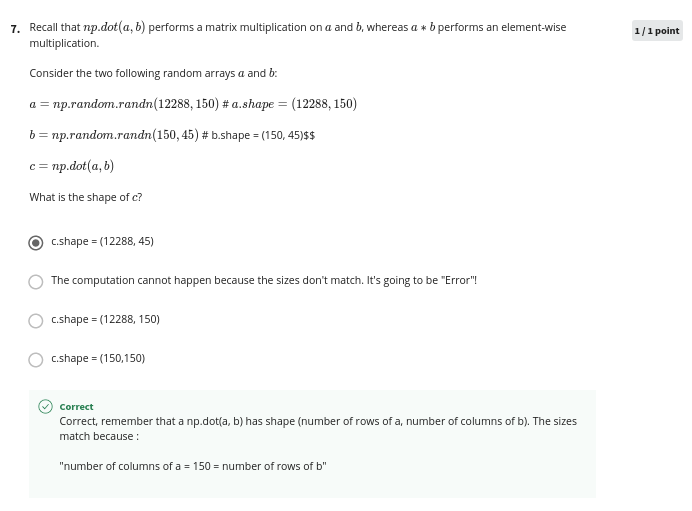 7. Recall that np.dot(a, b) performs a matrix multiplication on a and b, whereas a * b performs an element-wise
1 / 1 point
multiplication.
Consider the two following random arrays a and b:
a = np.random.randn(12288, 150) # a.shape = (12288, 150)
b = np.random.randn(150, 45) # b.shape = (150, 45)$$
c = np.dot(a, b)
What is the shape of c?
c.shape = (12288, 45)
The computation cannot happen because the sizes don't match. It's going to be "Error"!
c.shape = (12288, 150)
c.shape = (150,150)
Correct
Correct, remember that a np.dot(a, b) has shape (number of rows of a, number of columns of b). The sizes
match because :
"number of columns of a = 150 = number of rows of b"